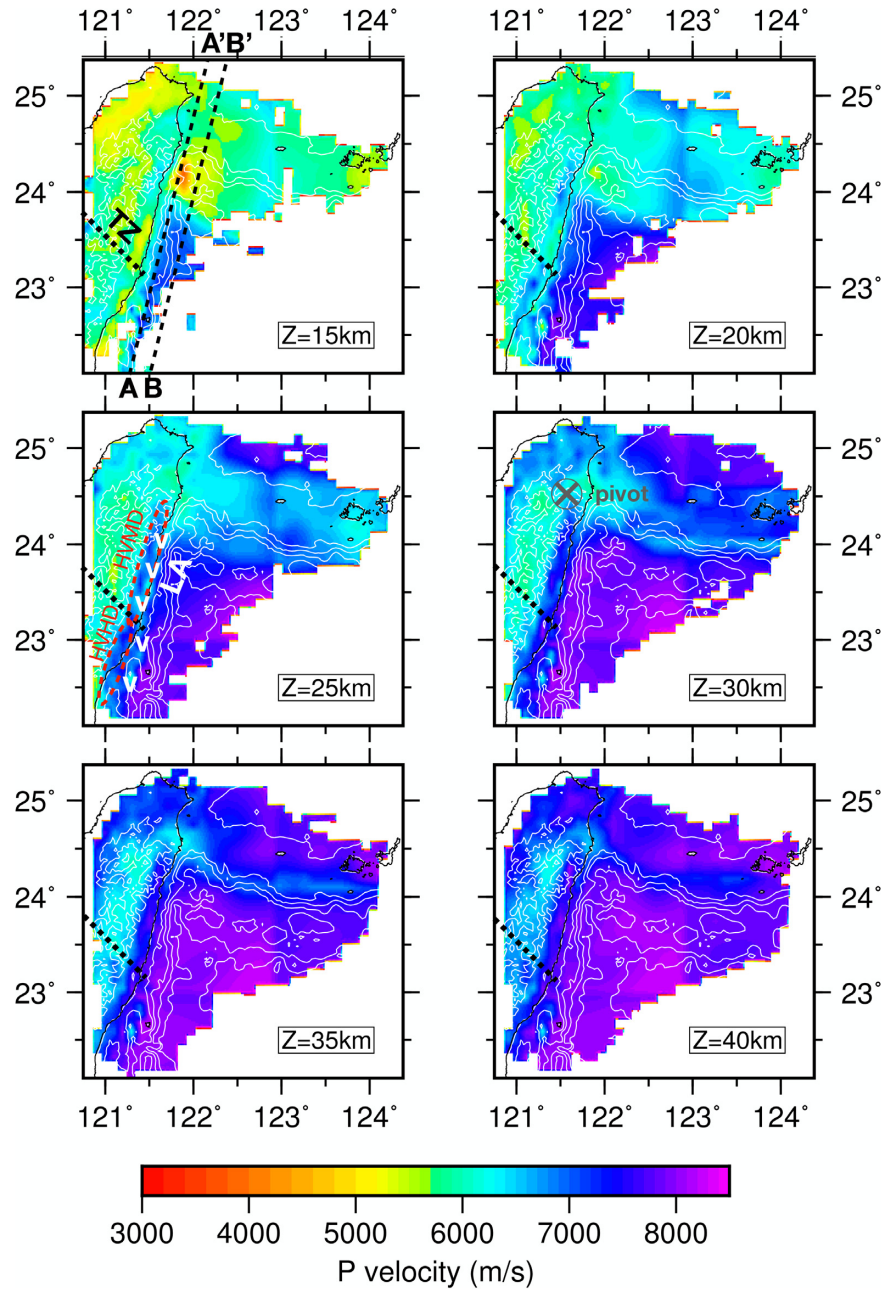 121˚ 122˚ 123˚ 124˚ 121˚ 122˚ 123˚ 124˚
A'B'
25˚ 25˚
24˚ 24˚
TZ
23˚ 23˚
Z=15km Z=20km
A B
25˚ 25˚
pivot
24˚ 24˚
HVMD
LA
HVHD
23˚ 23˚
V
V
V
V
V
Z=25km Z=30km
25˚ 25˚
24˚ 24˚
23˚ 23˚
Z=35km Z=40km
121˚ 122˚ 123˚ 124˚ 121˚ 122˚ 123˚ 124˚
3000 4000 5000 6000 7000 8000
P velocity (m/s)